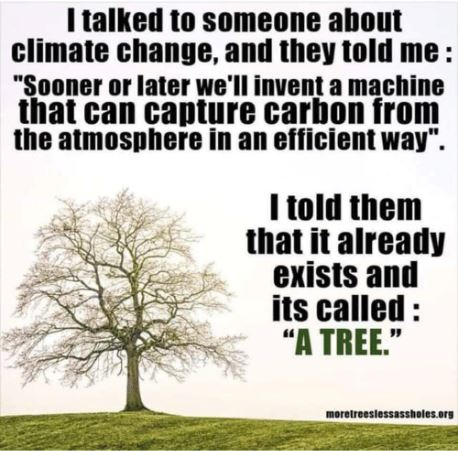 I talked to someone about
climate change, and they told me :
"Sooner or later we'll invent a machine
that can capture carbon from
the atmosphere in an efficient way".
I told them
that it already
exists and
its called :
“A TREE.”
moretreeslessassholes.org